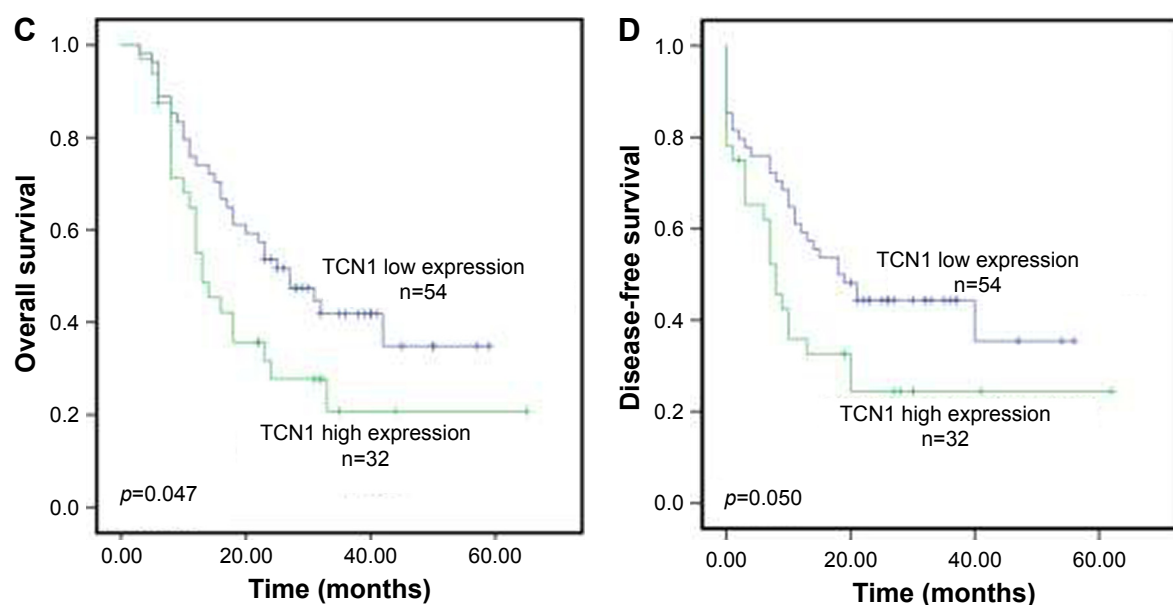 C
1.0
0.8
0.6
0.4
0.2
0.0
Overall survival
TCN1 low expression
n=54
TCN1 high expression
n=32
p=0.047
0.00 20.00 40.00 60.00
Time (months)
D
1.0
0.8
0.6
0.4
0.2
0.0
Disease-free survival
TCN1 low expression
n=54
TCN1 high expression
n=32
p=0.050
0.00 20.00 40.00 60.00
Time (months)